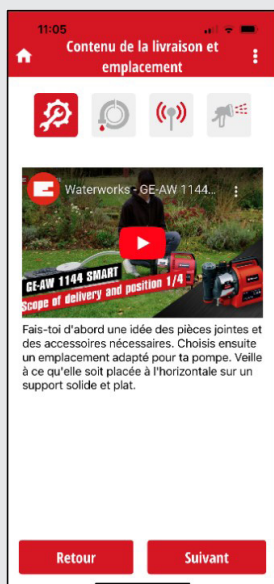 11:05
Contenu de la livraison et
emplacement
Waterworks - GE-AW 1144...
GE-AW 1144 SMART
Scope of delivery and position 1/4
Fais-toi d'abord une idée des pièces jointes et
des accessoires nécessaires. Choisis ensuite
un emplacement adapté pour ta pompe. Veille
à ce qu'elle soit placée à l'horizontale sur un
support solide et plat.
Retour
Suivant